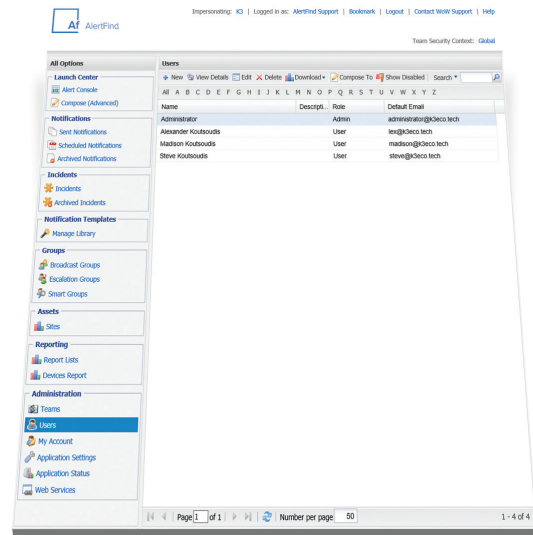 Impersonating: K3 | Logged in as: AlertFind Support | Bookmark | Logout | Contact WoW Support | Help
Af AlertFind
Team Security Context: Global
All Options
Launch Center
Alert Console
Compose (Advanced)
Notifications
Sent Notifications
Scheduled Notifications
Archived Notifications
Incidents
Incidents
Archived Incidents
Notification Templates
Manage Library
Groups
Broadcast Groups
Escalation Groups
Smart Groups
Assets
Sites
Reporting
Report Lists
Devices Report
Administration
Teams
Users
My Account
Application Settings
Application Status
Web Services
Users
New View Details Edit Delete Download Compose To Show Disabled Search
All A B C D E F G H I J K L M N O P Q R S T U V W X Y Z
Name Descripti... Role Default Email
Administrator Admin administrator@k3eco.tech
Alexander Koutsoudis User lex@k3eco.tech
Madison Koutsoudis User madison@k3eco.tech
Steve Koutsoudis User steve@k3eco.tech
Page 1 of 1 Number per page 50 1 - 4 of 4